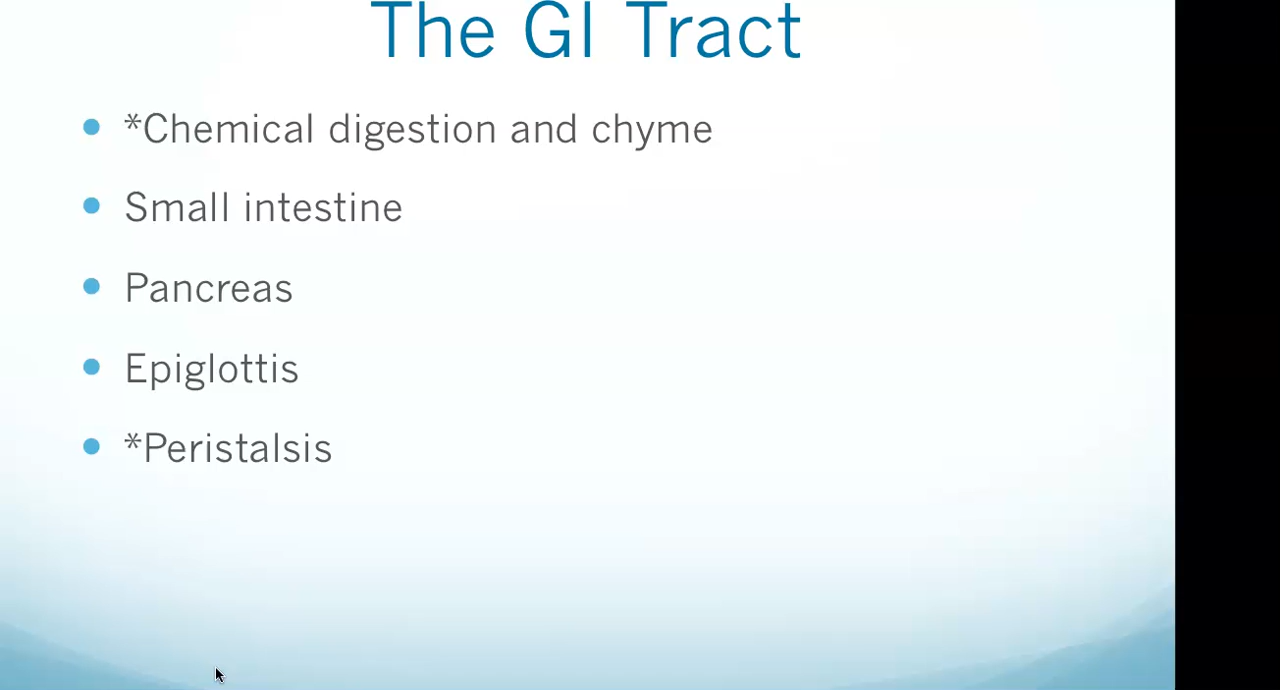 The GI Tract
*Chemical digestion and chyme
Small intestine
Pancreas
Epiglottis
*Peristalsis